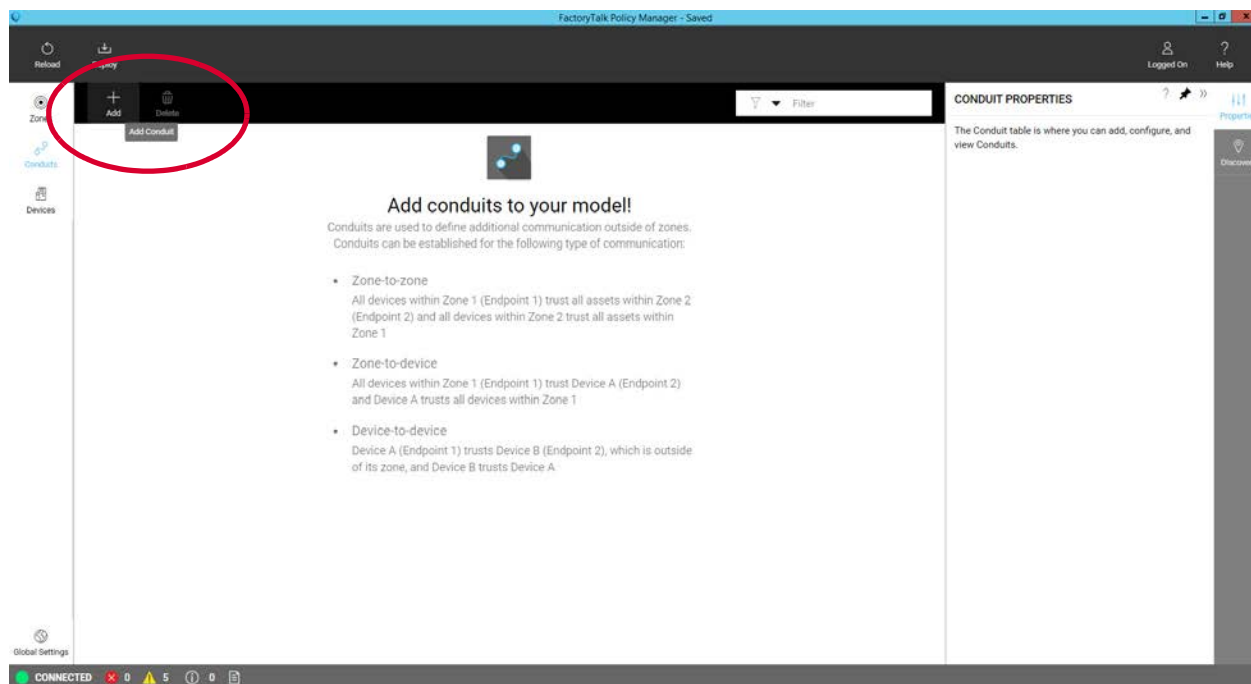 FactoryTalk Policy Manager - Saved
Reload
Deploy
Logged On
Help
Zones
Add
Delete
Filter
CONDUIT PROPERTIES
?
Properties
Add Conduit
The Conduit table is where you can add, configure, and
view Conduits.
Conduits
Discover
Devices
Add conduits to your model!
Conduits are used to define additional communication outside of zones.
Conduits can be established for the following type of communication:
• Zone-to-zone
All devices within Zone 1 (Endpoint 1) trust all assets within Zone 2
(Endpoint 2) and all devices within Zone 2 trust all assets within
Zone 1
• Zone-to-device
All devices within Zone 1 (Endpoint 1) trust Device A (Endpoint 2)
and Device A trusts all devices within Zone 1
• Device-to-device
Device A (Endpoint 1) trusts Device B (Endpoint 2), which is outside
of its zone, and Device B trusts Device A
Global Settings
CONNECTED 0 5 0